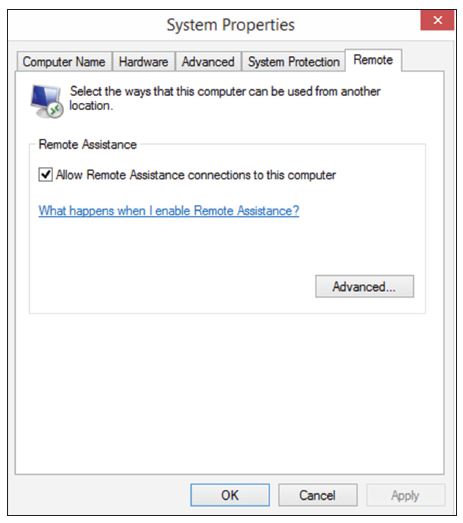 System Properties
Computer Name Hardware Advanced System Protection Remote
Select the ways that this computer can be used from another
location.
Remote Assistance
Allow Remote Assistance connections to this computer
What happens when I enable Remote Assistance?
Advanced...
OK Cancel Apply